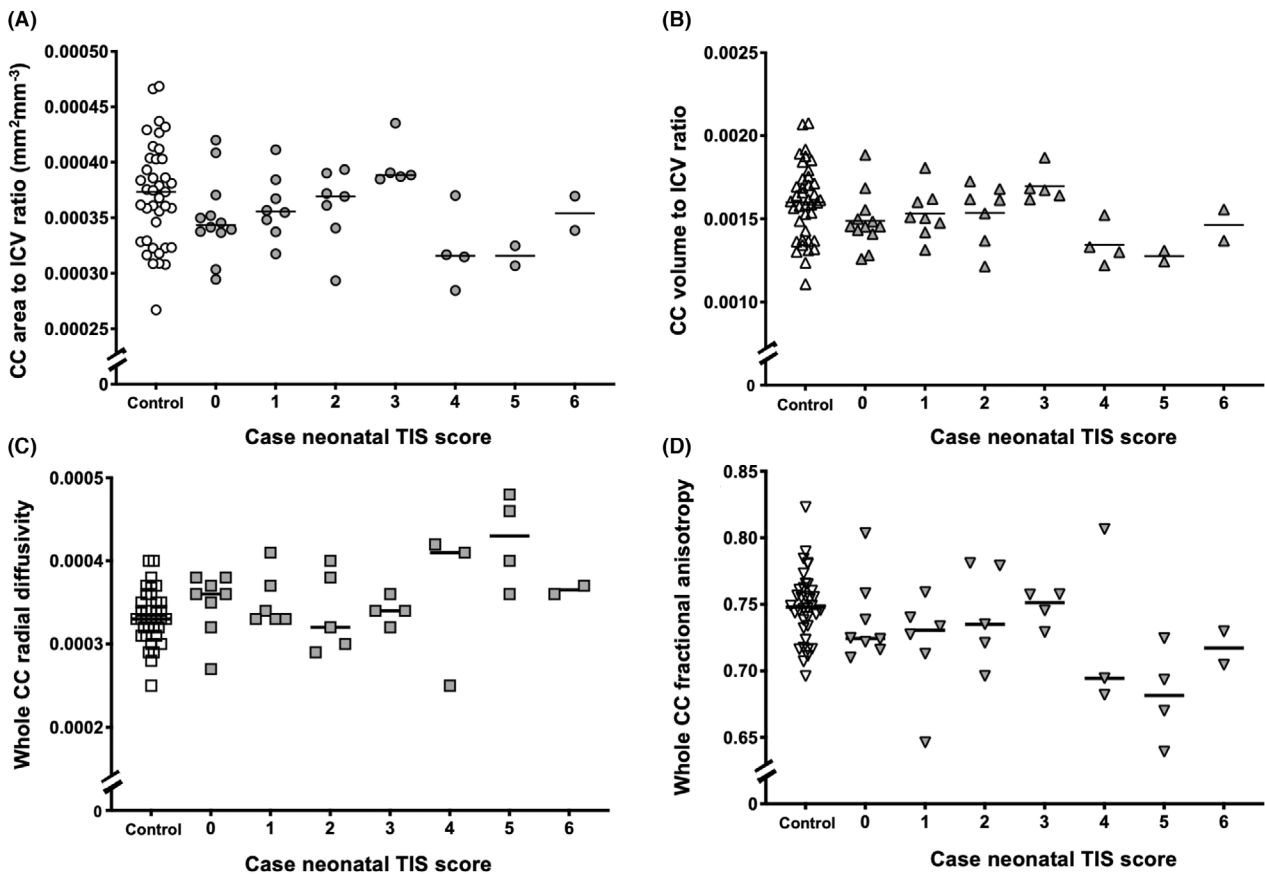 (A)
CC area to ICV ratio (mm²mm⁻³)
0.00050
0.00045
0.00040
0.00035
0.00030
0.00025
0
Control 0 1 2 3 4 5 6
Case neonatal TIS score
(B)
CC volume to ICV ratio
0.0025
0.0020
0.0015
0.0010
0
Control 0 1 2 3 4 5 6
Case neonatal TIS score
(C)
Whole CC radial diffusivity
0.0005
0.0004
0.0003
0.0002
0
Control 0 1 2 3 4 5 6
Case neonatal TIS score
(D)
Whole CC fractional anisotropy
0.85
0.80
0.75
0.70
0.65
0
Control 0 1 2 3 4 5 6
Case neonatal TIS score